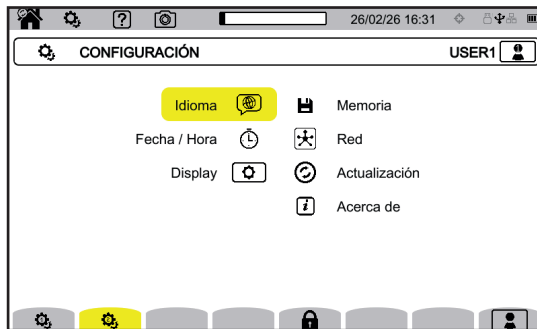 26/02/26 16:31
CONFIGURACIÓN USER1
Idioma Memoria
Fecha / Hora Red
Display Actualización
Acerca de